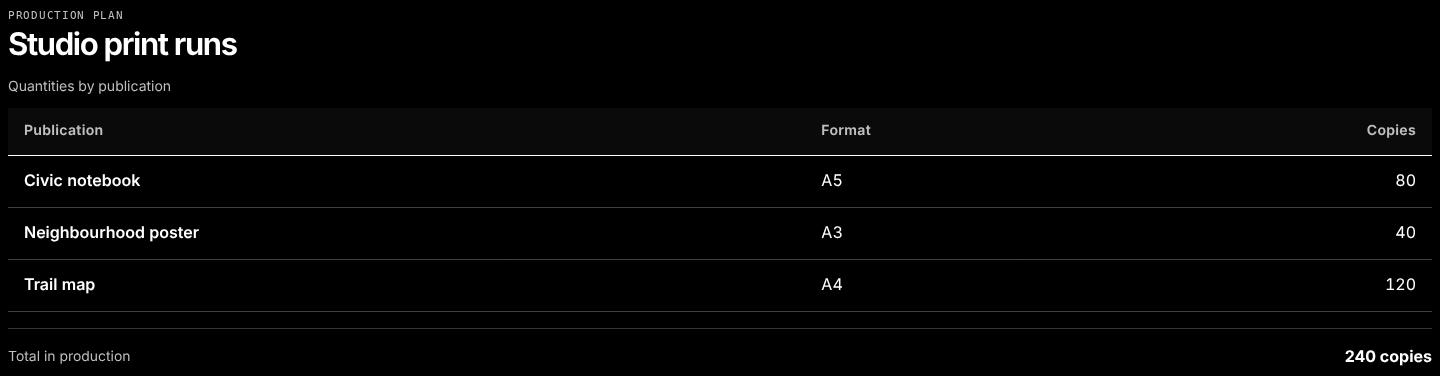 PRODUCTION PLAN
Studio print runs
Quantities by publication
Publication Format Copies
Civic notebook A5 80
Neighbourhood poster A3 40
Trail map A4 120
Total in production 240 copies